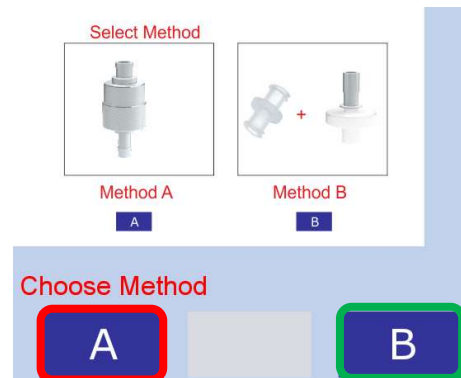 Select Method
+
Method A Method B
A B
Choose Method
A B